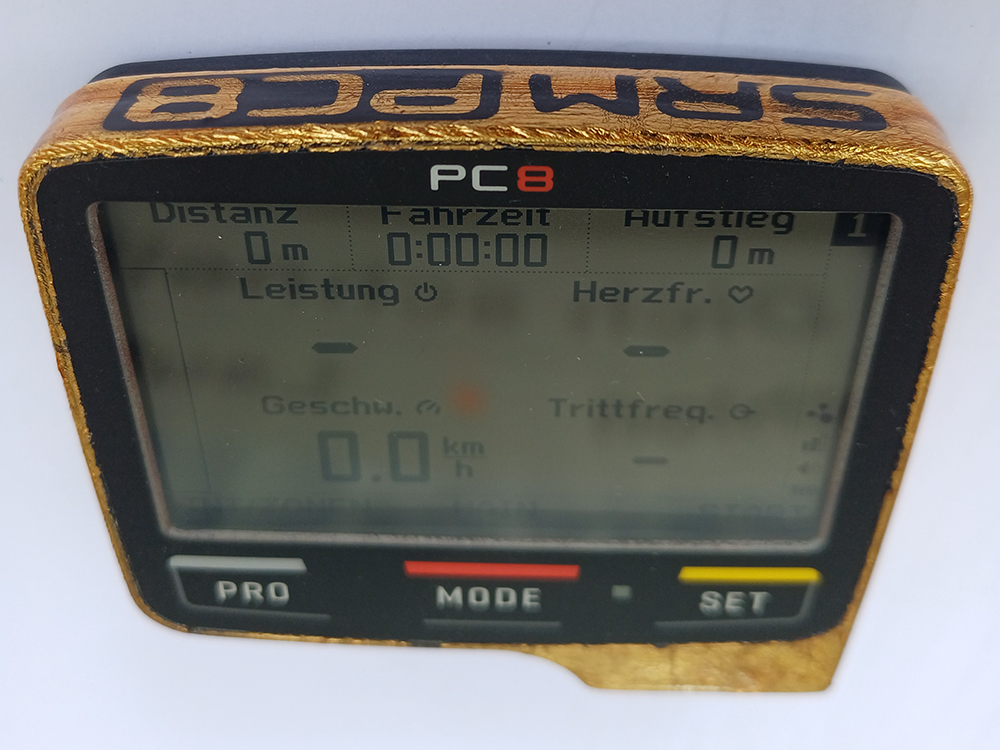 SRM PC8
PC8
Distanz Fahrzeit Aufstieg 1
0 m 0:00:00 0 m
Leistung Herzfr.
- -
Geschw. Trittfreq.
0.0 km/h -
PRO MODE SET